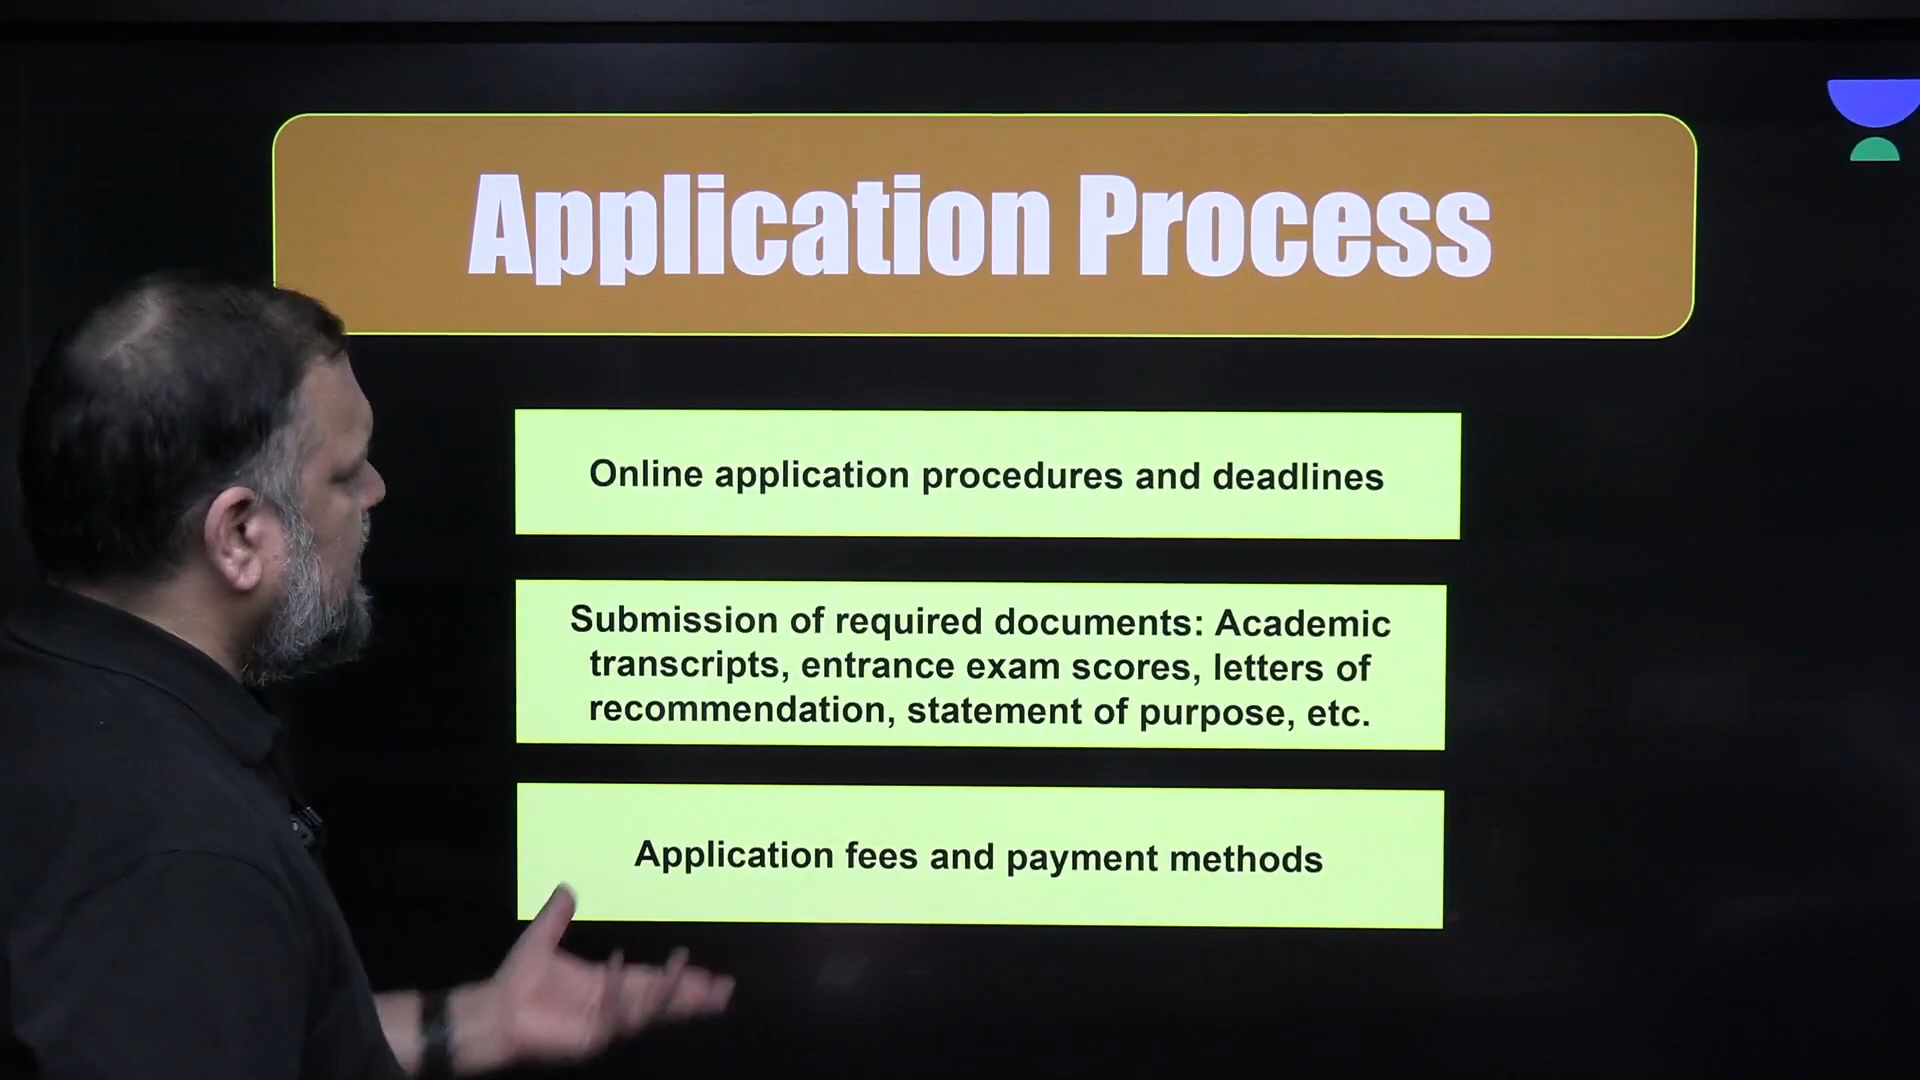 Application Process
Online application procedures and deadlines
Submission of required documents: Academic
transcripts, entrance exam scores, letters of
recommendation, statement of purpose, etc.
Application fees and payment methods